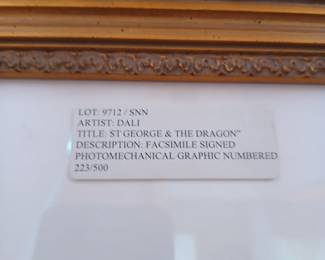 LOT: 9712 / SNN
ARTIST: DALI
TITLE: ST GEORGE & THE DRAGON"
DESCRIPTION: FACSIMILE SIGNED
PHOTOMECHANICAL GRAPHIC NUMBERED
223/500